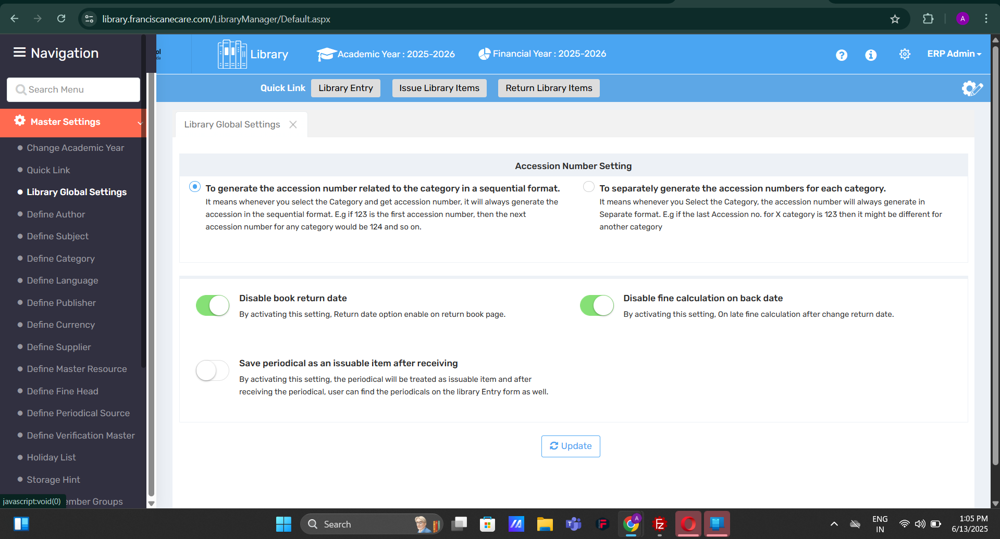 library.franciscanecare.com/LibraryManager/Default.aspx
A
Navigation
Search Menu
Master Settings
Change Academic Year
Quick Link
Library Global Settings
Define Author
Define Subject
Define Category
Define Language
Define Publisher
Define Currency
Define Supplier
Define Master Resource
Define Fine Head
Define Periodical Source
Define Verification Master
Holiday List
Storage Hint
ember Groups
javascript:void(0)
ol
da
Library
Academic Year : 2025-2026
Financial Year : 2025-2026
ERP Admin
Quick Link
Library Entry
Issue Library Items
Return Library Items
Library Global Settings
Accession Number Setting
To generate the accession number related to the category in a sequential format.
It means whenever you select the Category and get accession number, it will always generate the
accession in the sequential format. E.g if 123 is the first accession number, then the next
accession number for any category would be 124 and so on.
To separately generate the accession numbers for each category.
It means whenever you Select the Category, the accession number will always generate in
Separate format. E.g if the last Accession no. for X category is 123 then it might be different for
another category
Disable book return date
By activating this setting, Return date option enable on return book page.
Disable fine calculation on back date
By activating this setting, On late fine calculation after change return date.
Save periodical as an issuable item after receiving
By activating this setting, the periodical will be treated as issuable item and after
receiving the periodical, user can find the periodicals on the library Entry form as well.
Update
Search
ENG
IN
1:05 PM
6/13/2025